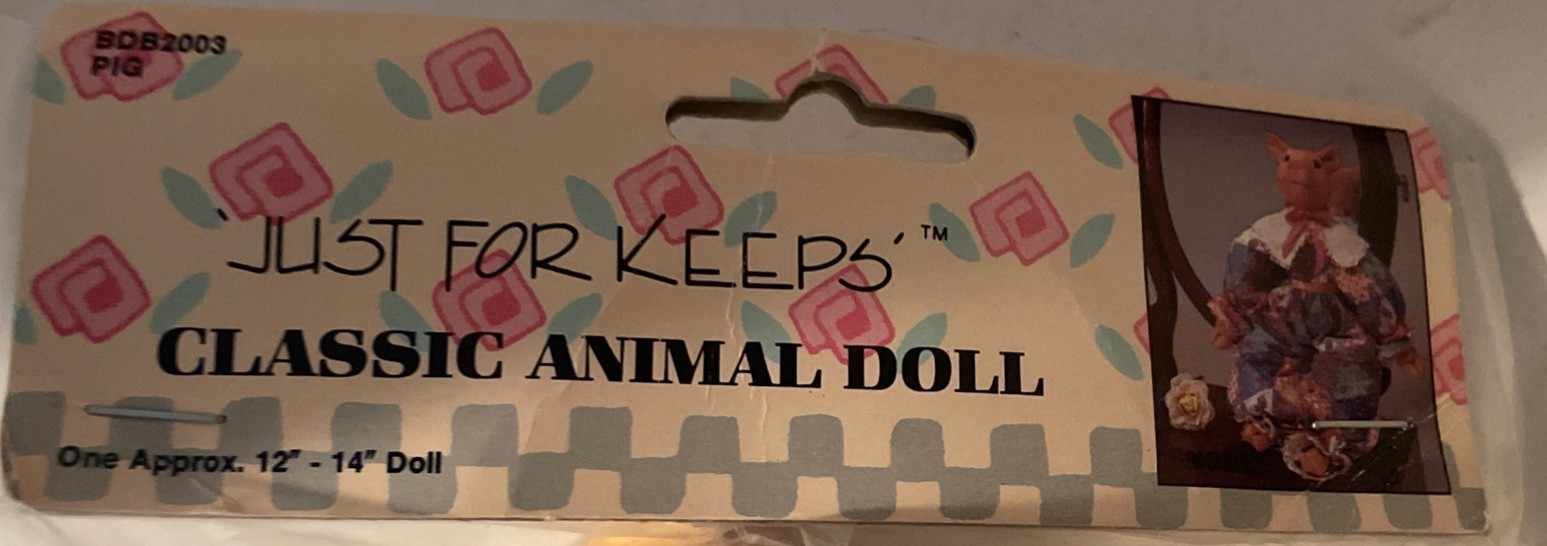 BDB2003
PIG
'JUST FOR KEEPS'™
CLASSIC ANIMAL DOLL
One Approx. 12" - 14" Doll